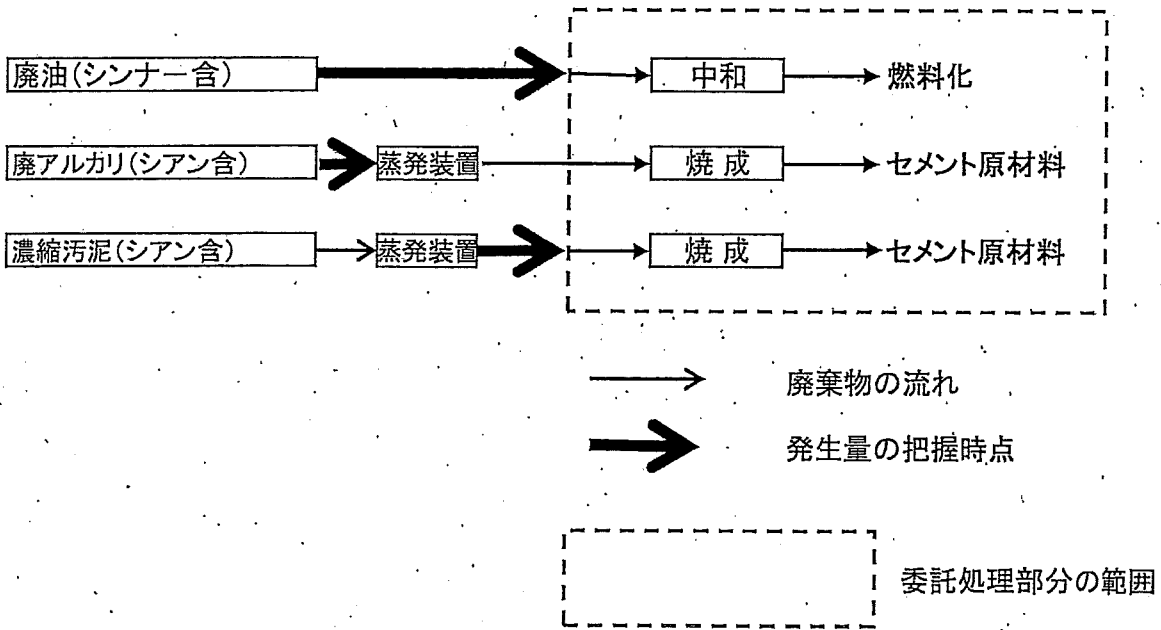 廃油(シンナー含) 中和 燃料化
廃アルカリ(シアン含) 蒸発装置 焼成 セメント原材料
濃縮汚泥(シアン含) 蒸発装置 焼成 セメント原材料
廃棄物の流れ
発生量の把握時点
委託処理部分の範囲